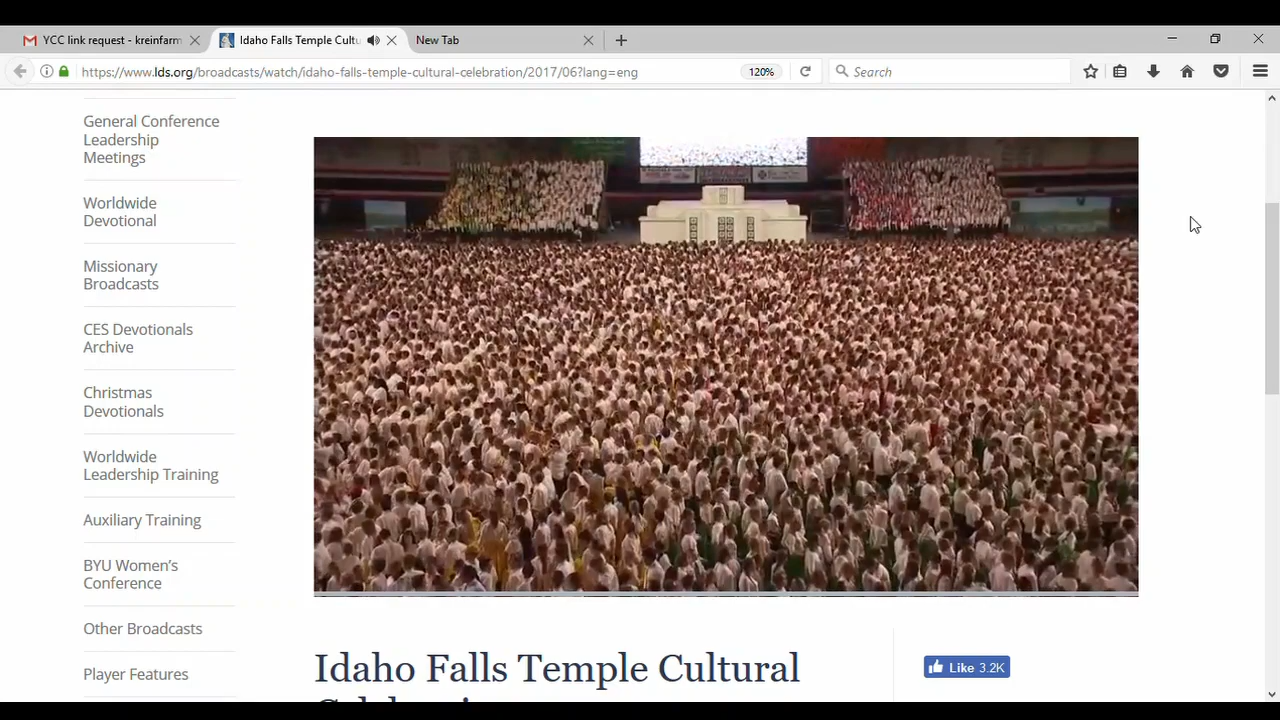 YCC link request - kreinfarm
Idaho Falls Temple Cultu
New Tab
https://www.lds.org/broadcasts/watch/idaho-falls-temple-cultural-celebration/2017/06?lang=eng
120%
Search
General Conference
Leadership
Meetings
Worldwide
Devotional
Missionary
Broadcasts
CES Devotionals
Archive
Christmas
Devotionals
Worldwide
Leadership Training
Auxiliary Training
BYU Women's
Conference
Other Broadcasts
Player Features
Idaho Falls Temple Cultural
Like 3.2K